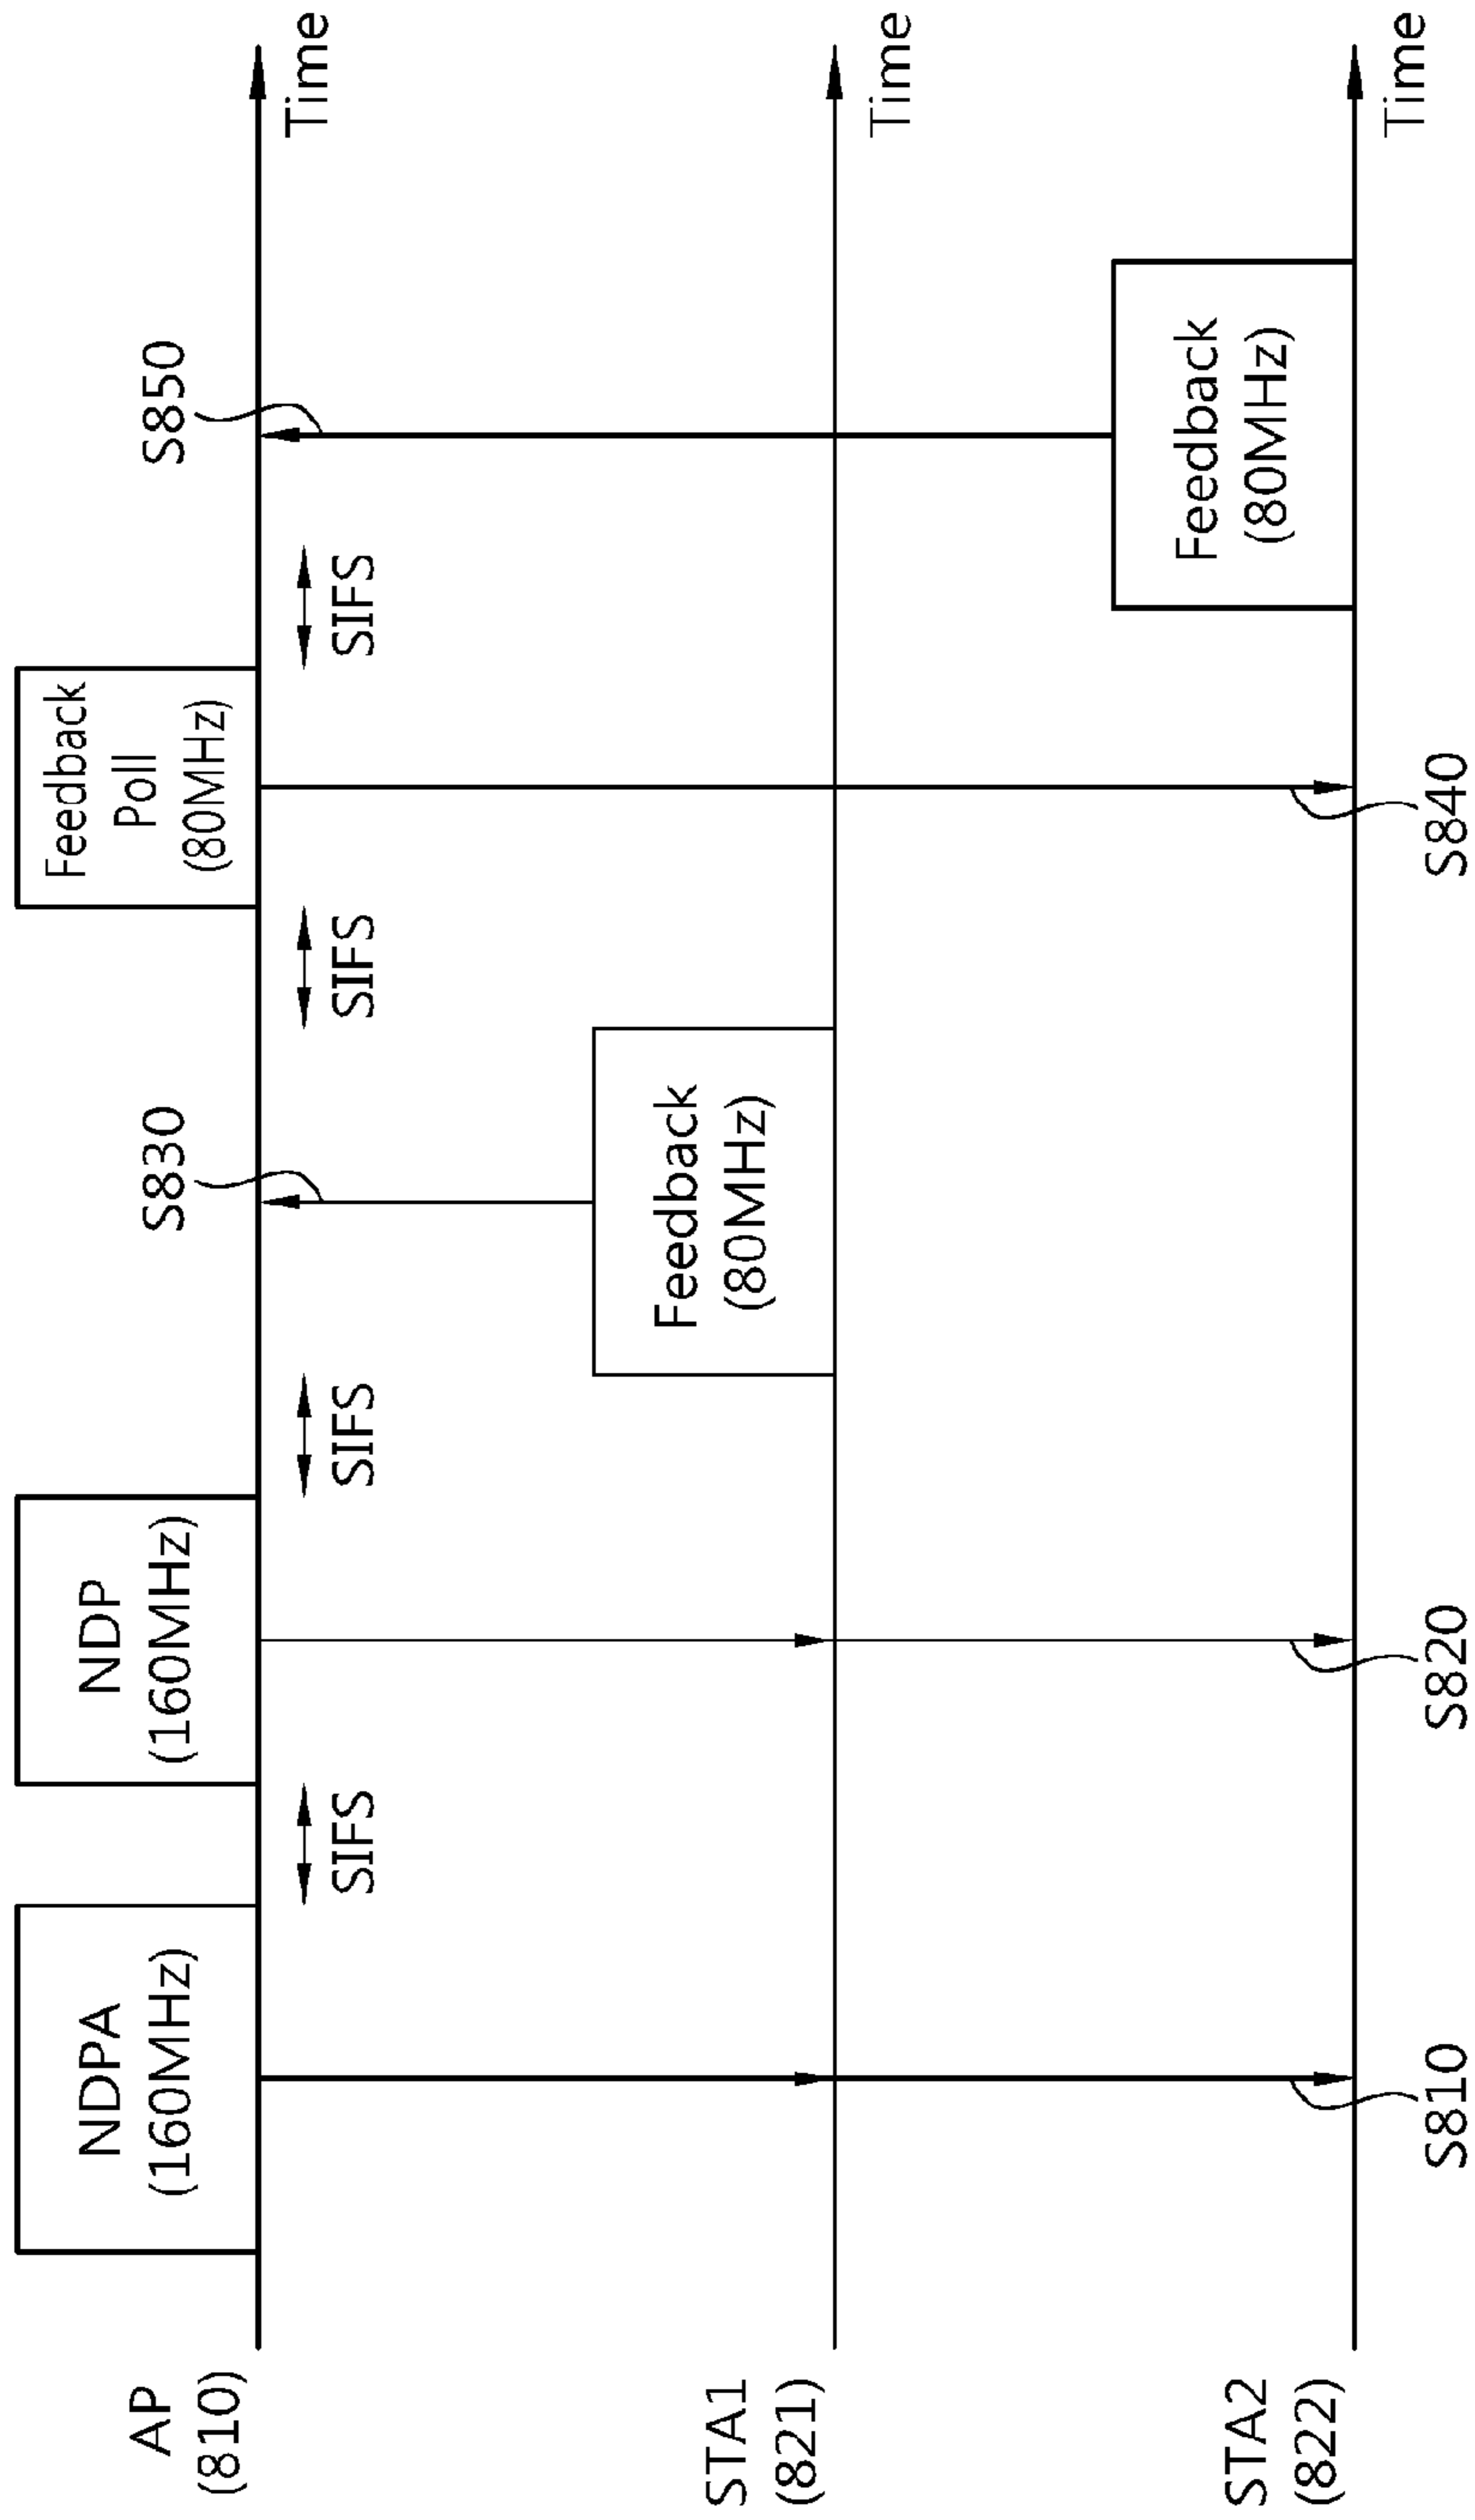 NDPA
(160MHz)
NDP
(160MHz)
Feedback
Poll
(80MHz)
S830
S850
AP
(810)
SIFS
SIFS
SIFS
SIFS
Time
Feedback
(80MHz)
STA1
(821)
Time
Feedback
(80MHz)
STA2
(822)
Time
S810
S820
S840